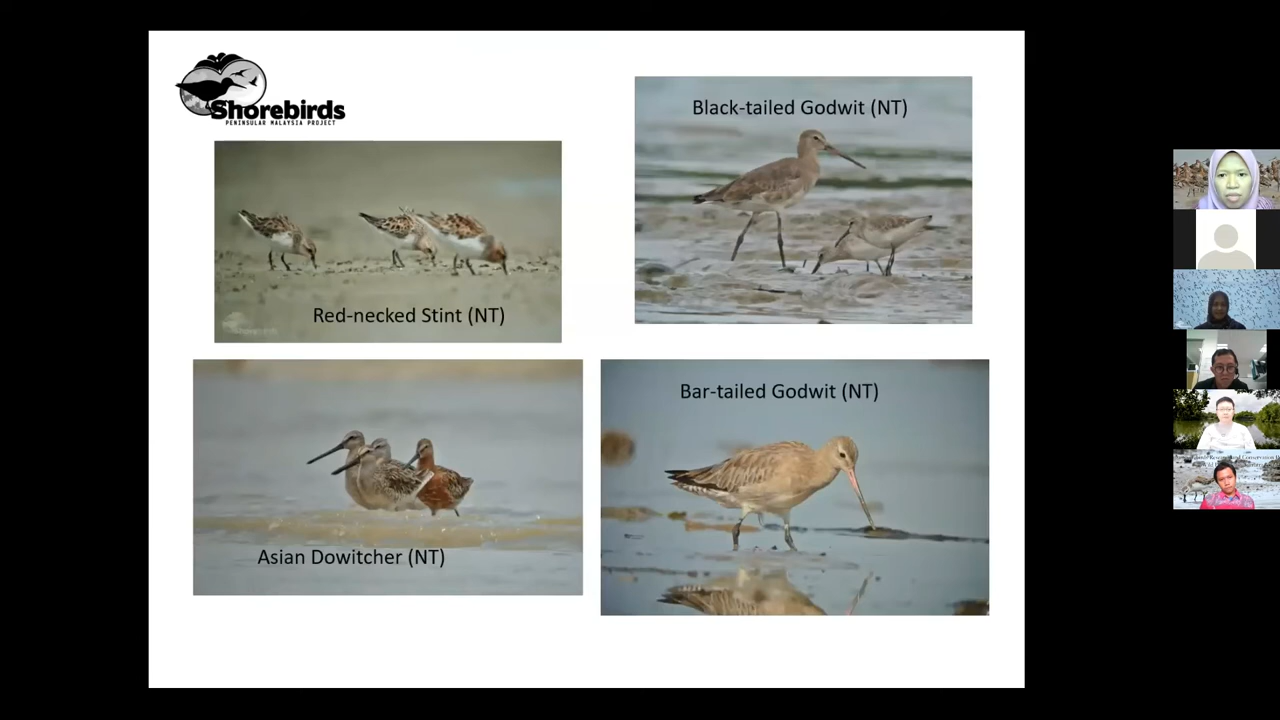 Shorebirds
PENINSULAR MALAYSIA PROJECT
Black-tailed Godwit (NT)
Red-necked Stint (NT)
Bar-tailed Godwit (NT)
Asian Dowitcher (NT)